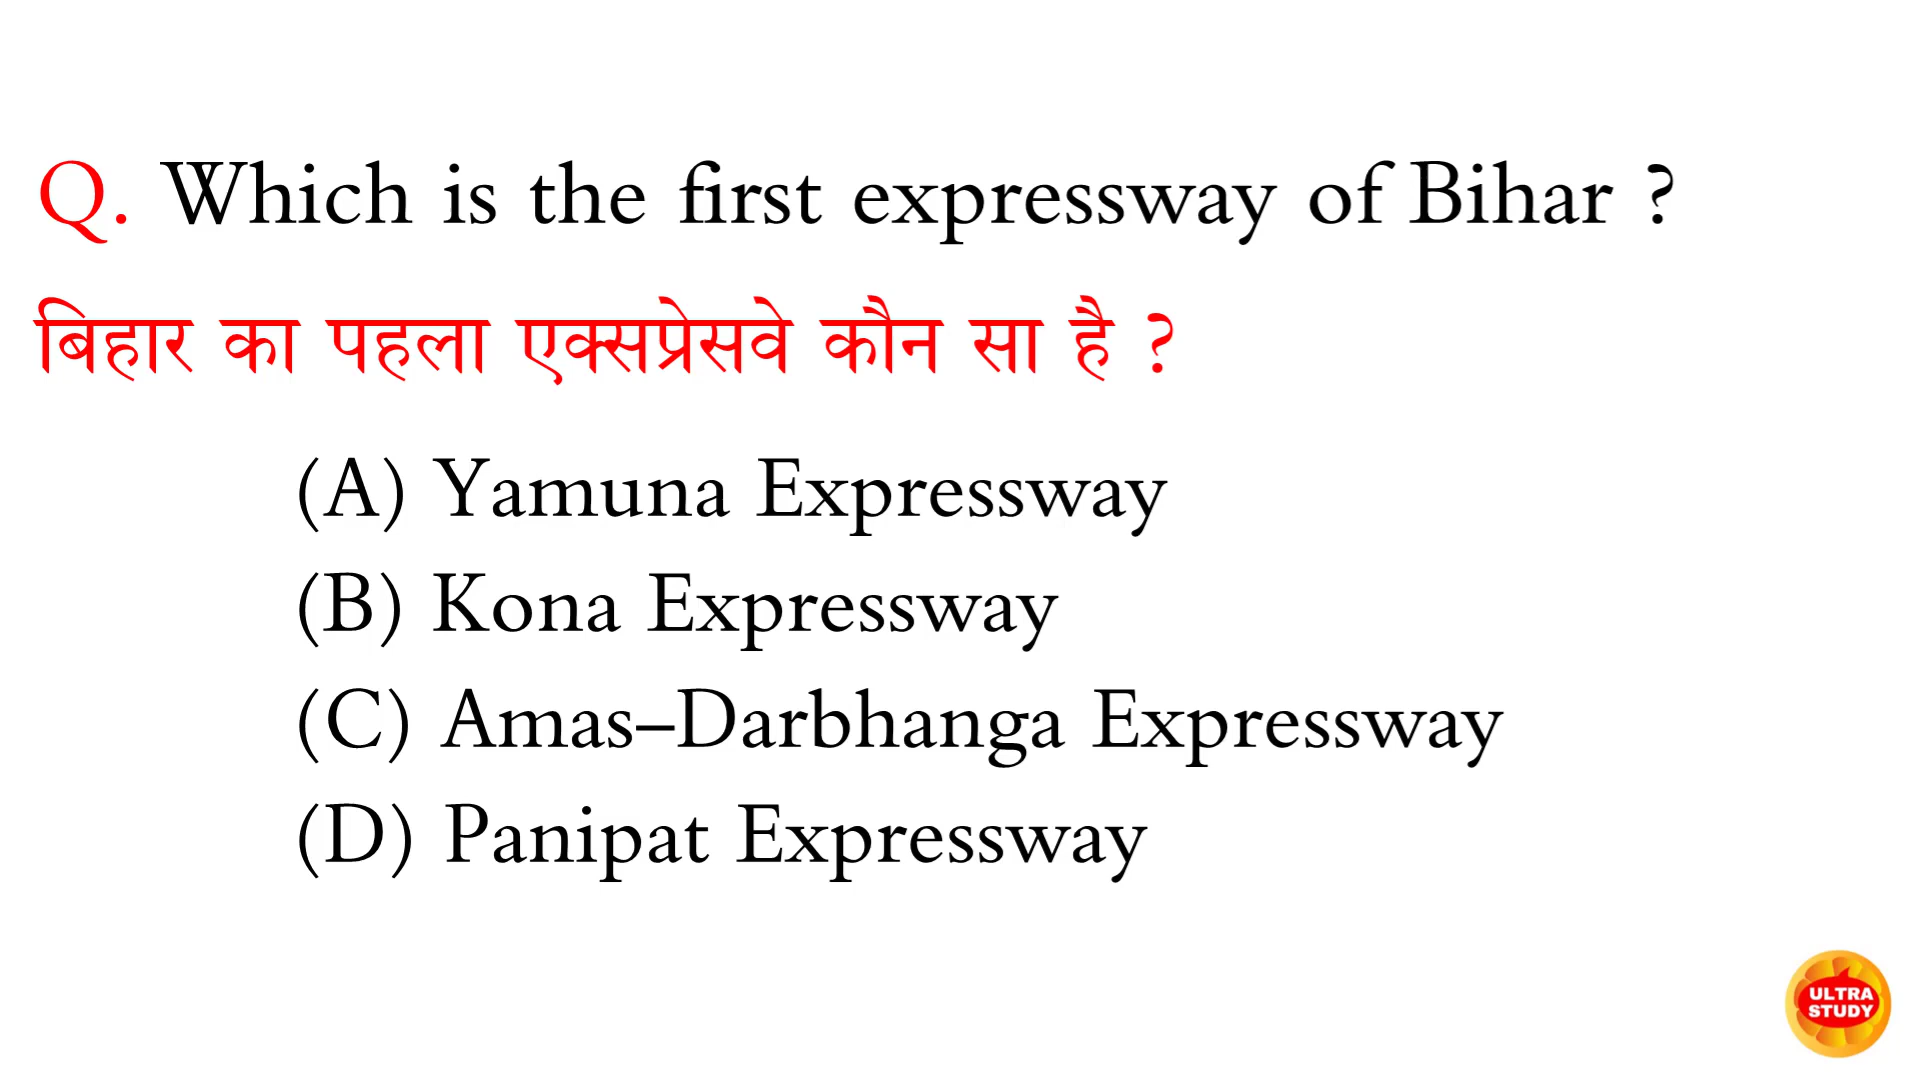 Q. Which is the first expressway of Bihar ?
बिहार का पहला एक्सप्रेसवे कौन सा है ?
(A) Yamuna Expressway
(B) Kona Expressway
(C) Amas–Darbhanga Expressway
(D) Panipat Expressway
ULTRA
STUDY